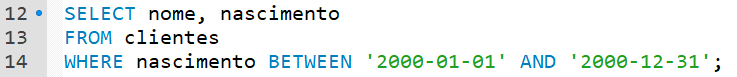 12 SELECT nome, nascimento
13 FROM clientes
14 WHERE nascimento BETWEEN '2000-01-01' AND '2000-12-31';